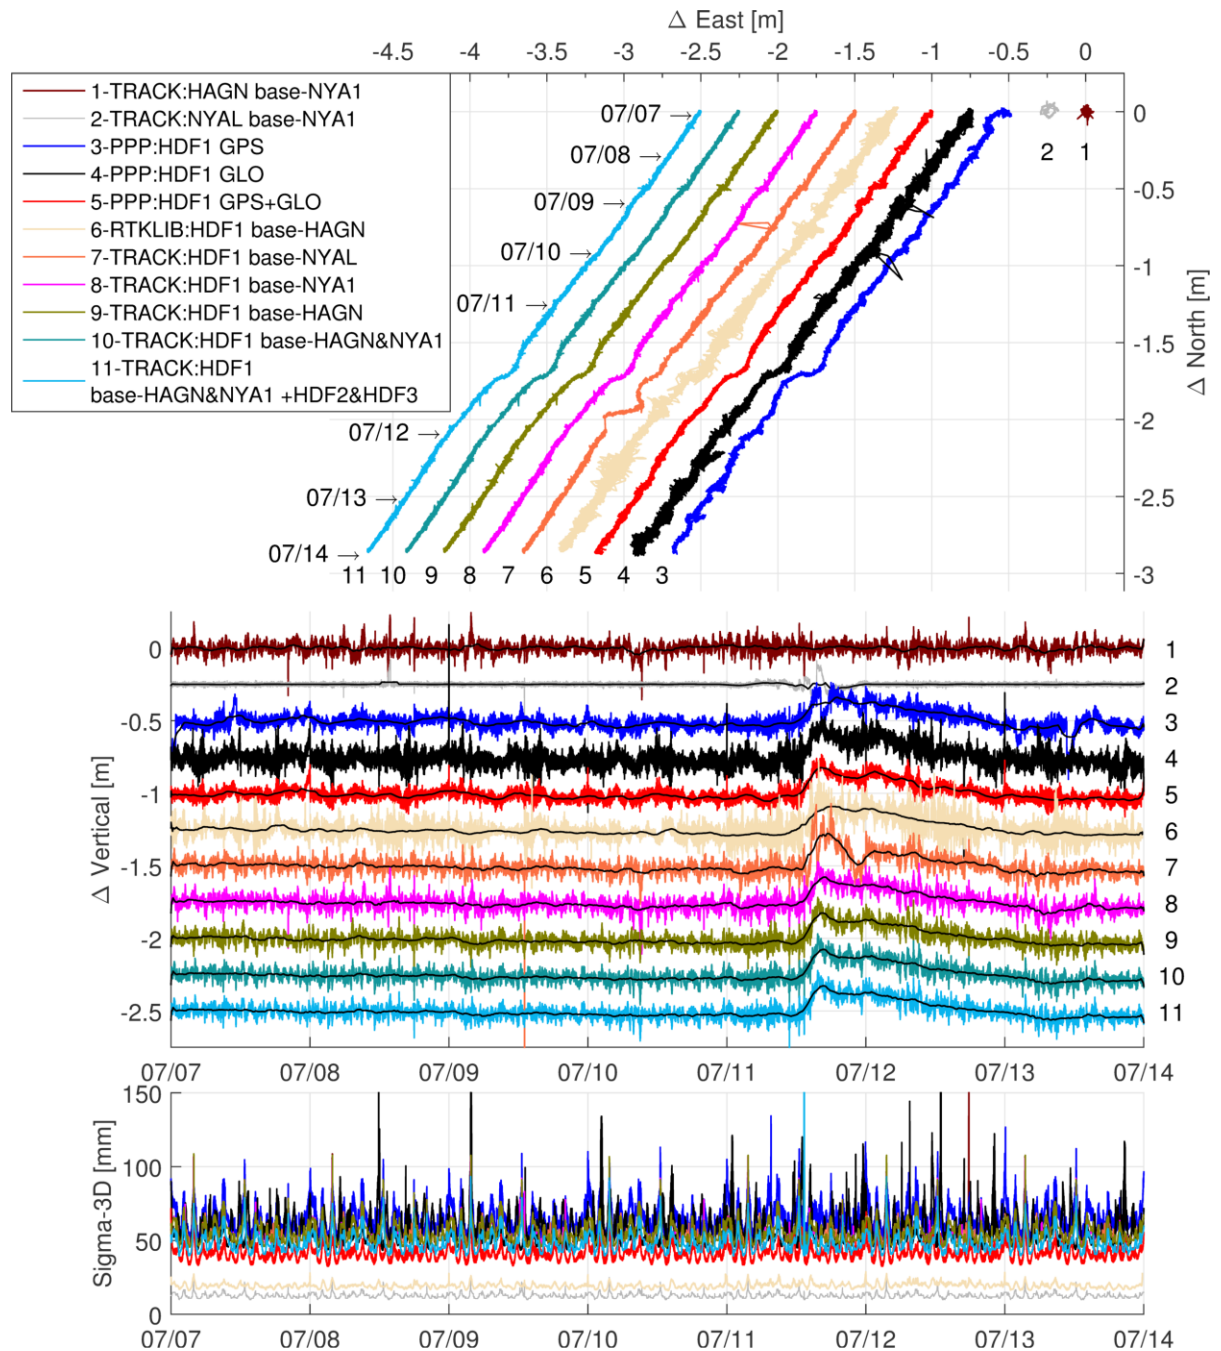 Δ East [m]
-4.5 -4 -3.5 -3 -2.5 -2 -1.5 -1 -0.5 0
1-TRACK:HAGN base-NYA1
2-TRACK:NYAL base-NYA1
3-PPP:HDF1 GPS
4-PPP:HDF1 GLO
5-PPP:HDF1 GPS+GLO
6-RTKLIB:HDF1 base-HAGN
7-TRACK:HDF1 base-NYAL
8-TRACK:HDF1 base-NYA1
9-TRACK:HDF1 base-HAGN
10-TRACK:HDF1 base-HAGN&NYA1
11-TRACK:HDF1
base-HAGN&NYA1 +HDF2&HDF3
07/07 →
07/08 →
07/09 →
07/10 →
07/11 →
07/12 →
07/13 →
07/14 →
11 10 9 8 7 6 5 4 3
2 1
0
-0.5
-1
-1.5
-2
-2.5
-3
Δ North [m]
Δ Vertical [m]
0
-0.5
-1
-1.5
-2
-2.5
1
2
3
4
5
6
7
8
9
10
11
07/07 07/08 07/09 07/10 07/11 07/12 07/13 07/14
Sigma-3D [mm]
150
100
50
0
07/07 07/08 07/09 07/10 07/11 07/12 07/13 07/14